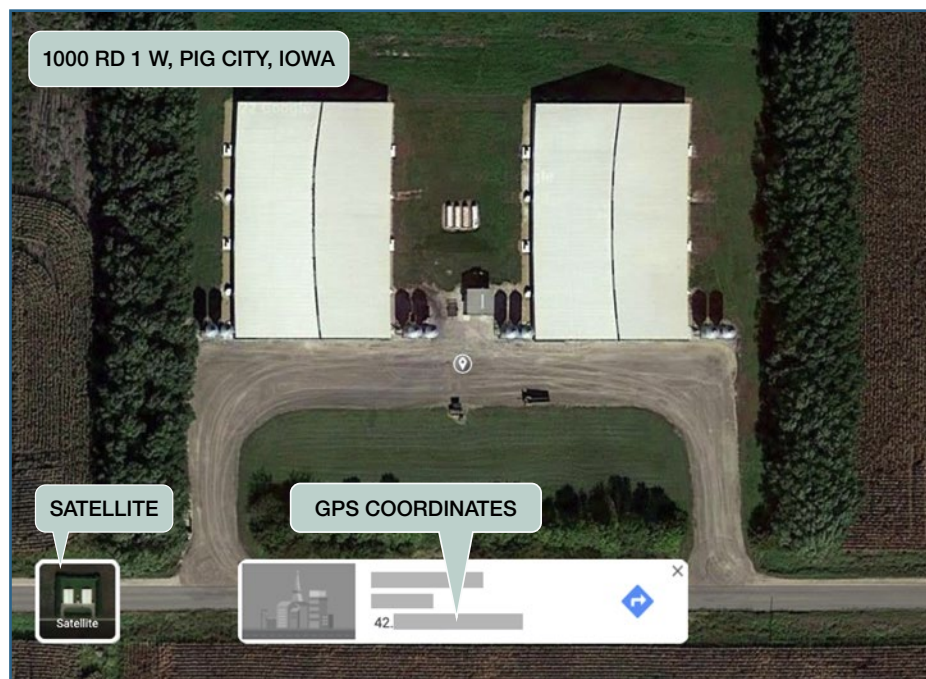 1000 RD 1 W, PIG CITY, IOWA
SATELLITE
GPS COORDINATES
42.
Satellite